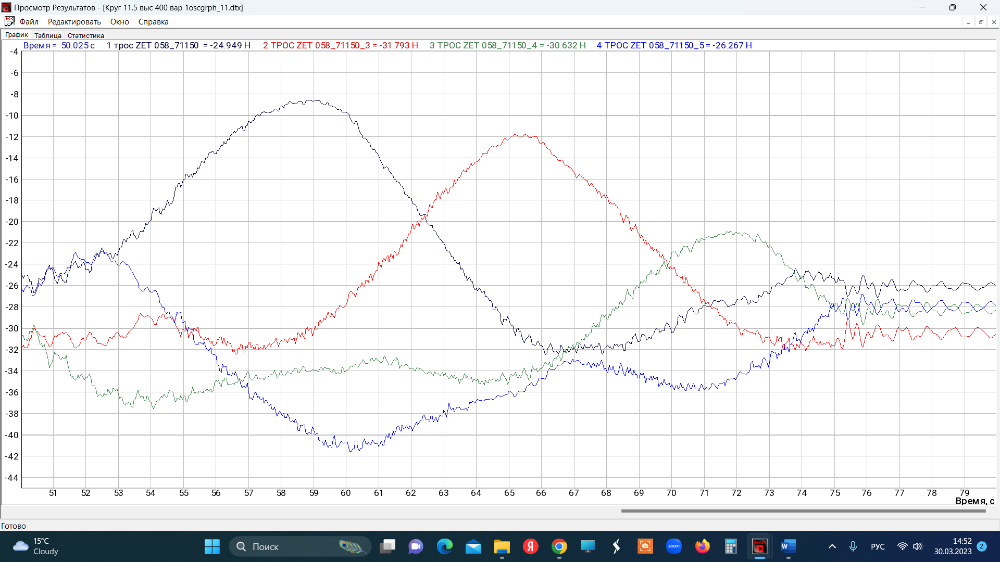 Просмотр Результатов - [Круг 11.5 выс 400 вар 1oscgrph_11.dtx]
Файл Редактировать Окно Справка
График Таблица Статистика
Время = 50.025 с 1 трос ZET 058_71150 = -24.949 Н 2 ТРОС ZET 058_71150_3 = -31.793 Н 3 ТРОС ZET 058_71150_4 = -30.632 Н 4 ТРОС ZET 058_71150_5 = -26.267 Н
-4
-6
-8
-10
-12
-14
-16
-18
-20
-22
-24
-26
-28
-30
-32
-34
-36
-38
-40
-42
-44
51 52 53 54 55 56 57 58 59 60 61 62 63 64 65 66 67 68 69 70 71 72 73 74 75 76 77 78 79
Время, с
Готово
15°C
Cloudy
Поиск
Я
zoom
Result
W
РУС
14:52
30.03.2023
2